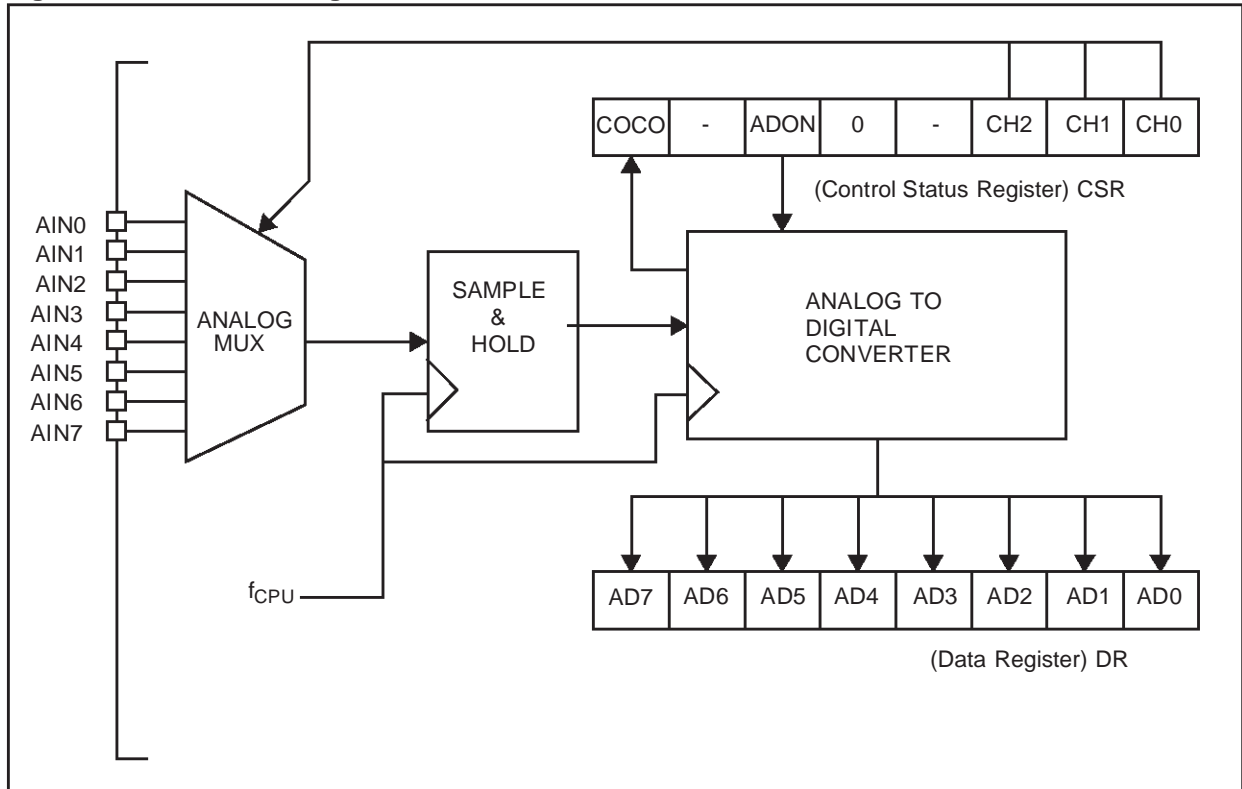 COCO - ADON 0 - CH2 CH1 CH0
(Control Status Register) CSR
AIN0
AIN1
AIN2
AIN3
AIN4
AIN5
AIN6
AIN7
ANALOG
MUX
SAMPLE
&
HOLD
ANALOG TO
DIGITAL
CONVERTER
fCPU
AD7 AD6 AD5 AD4 AD3 AD2 AD1 AD0
(Data Register) DR